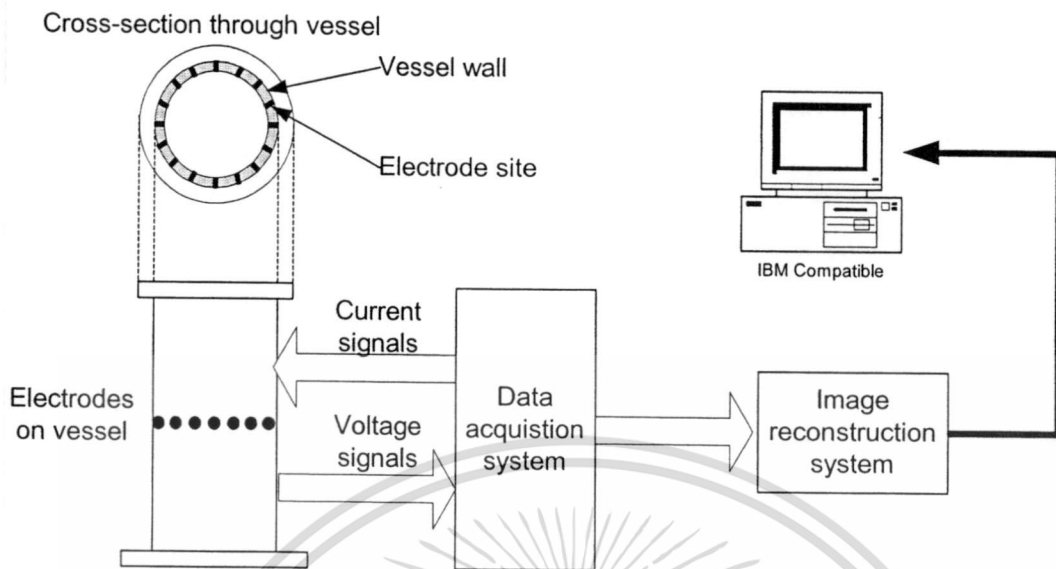 Cross-section through vessel
Vessel wall
Electrode site
IBM Compatible
Current
signals
Electrodes
on vessel
Voltage
signals
Data
acquistion
system
Image
reconstruction
system